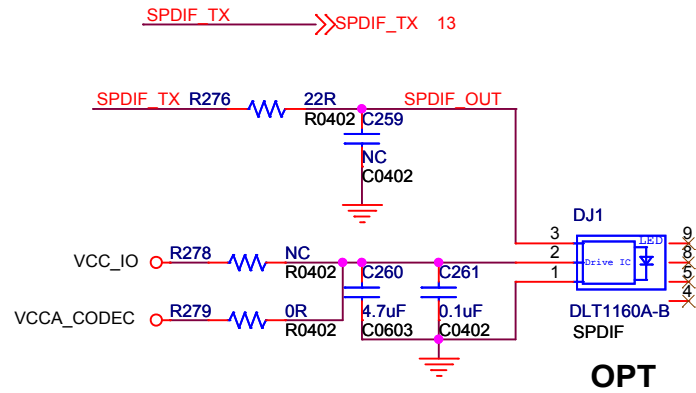 SPDIF_TX
SPDIF_TX 13
SPDIF_TX R276 22R SPDIF_OUT
R0402 C259
NC
C0402
DJ1
LED
3 9
VCC_IO R278 NC 2 Drive IC 8
R0402 C260 C261 1 5
4
VCCA_CODEC R279 0R 4.7uF 0.1uF DLT1160A-B
R0402 C0603 C0402 SPDIF
OPT